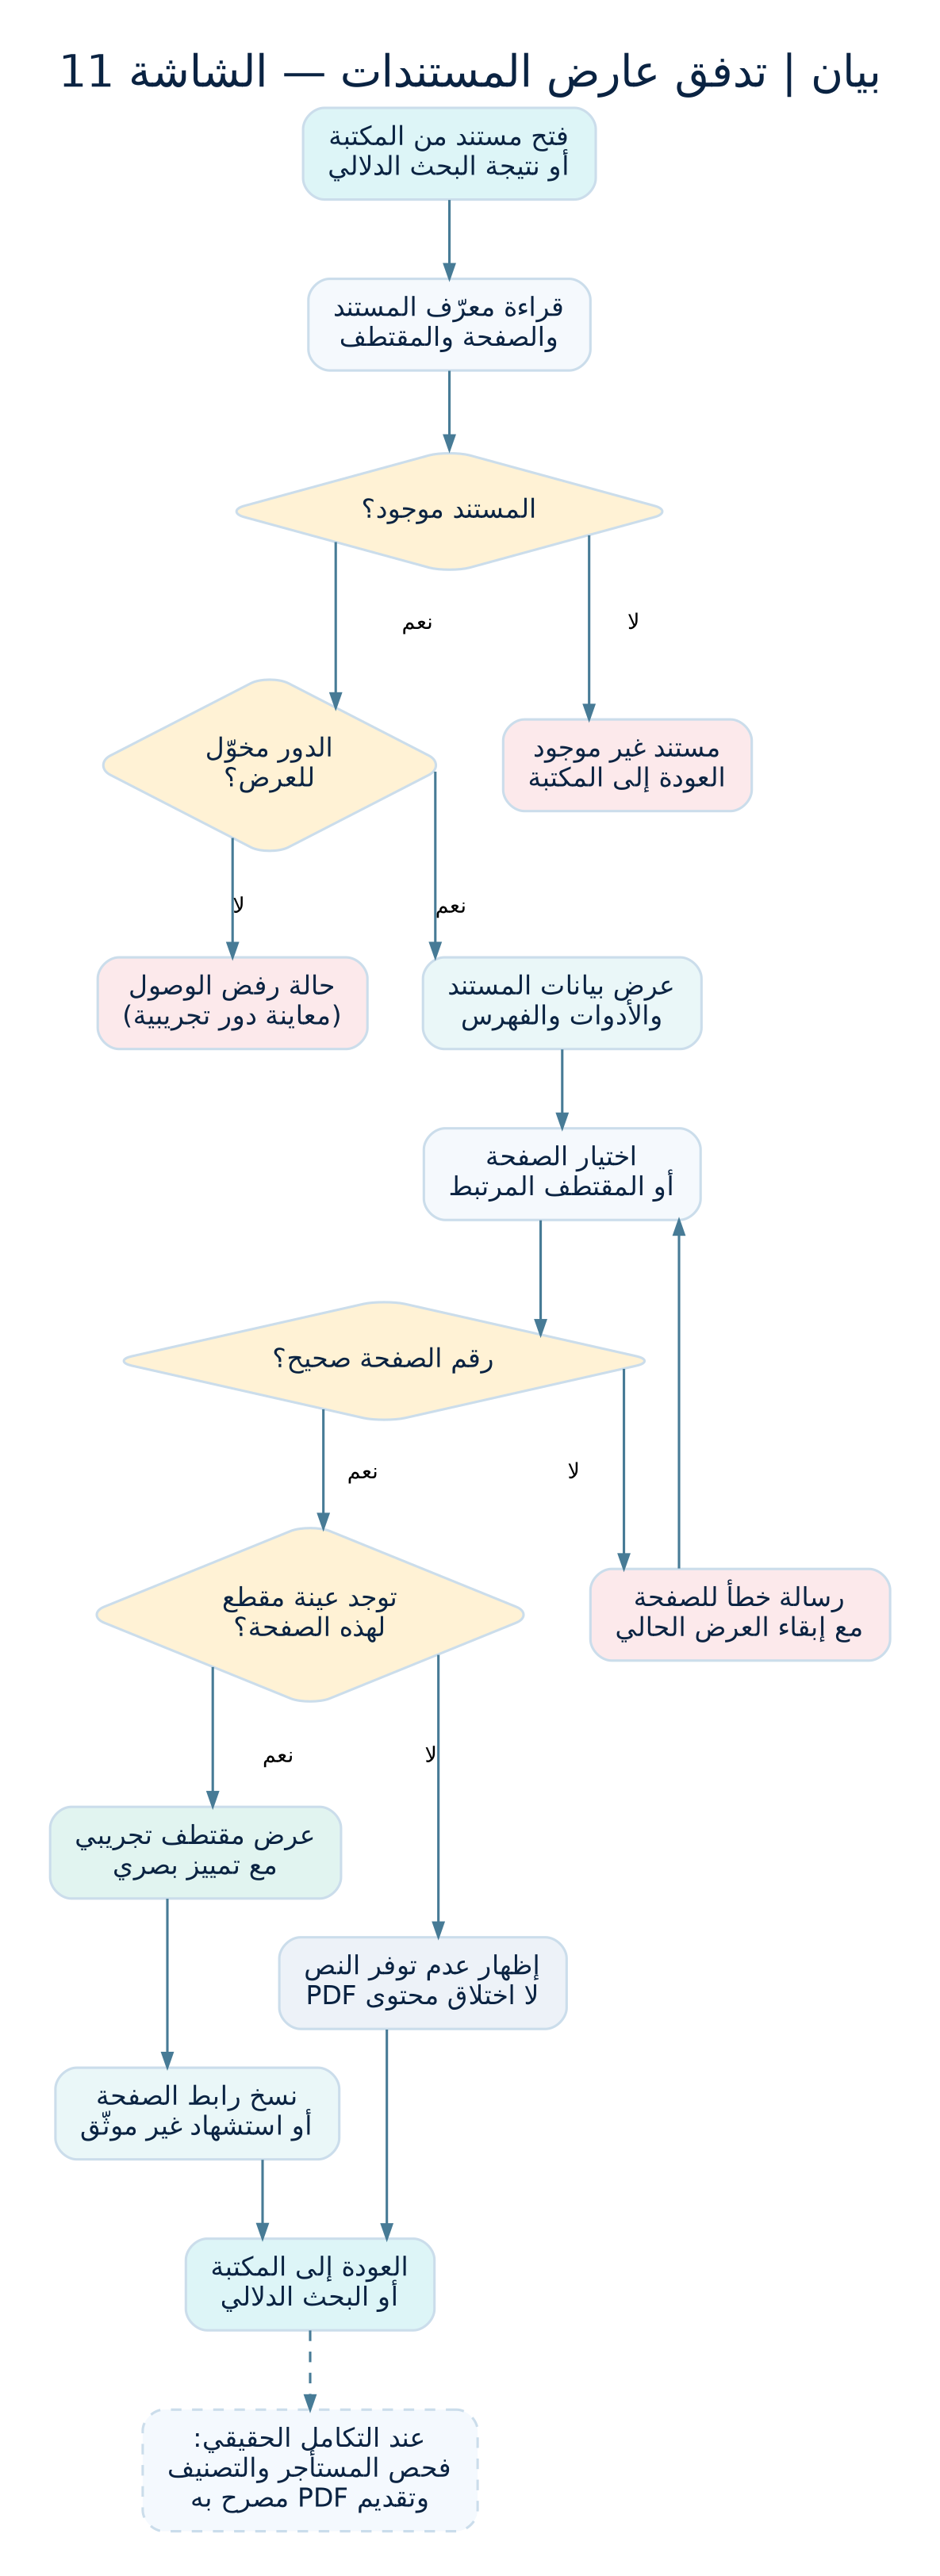 بيان | تدفق عارض المستندات — الشاشة 11
فتح مستند من المكتبة
أو نتيجة البحث الدلالي
قراءة معرّف المستند
والصفحة والمقتطف
المستند موجود؟
نعم
لا
الدور مخوّل
للعرض؟
مستند غير موجود
العودة إلى المكتبة
لا
نعم
حالة رفض الوصول
(معاينة دور تجريبية)
عرض بيانات المستند
والأدوات والفهرس
اختيار الصفحة
أو المقتطف المرتبط
رقم الصفحة صحيح؟
نعم
لا
توجد عينة مقطع
لهذه الصفحة؟
رسالة خطأ للصفحة
مع إبقاء العرض الحالي
نعم
لا
عرض مقتطف تجريبي
مع تمييز بصري
إظهار عدم توفر النص
لا اختلاق محتوى PDF
نسخ رابط الصفحة
أو استشهاد غير موثّق
العودة إلى المكتبة
أو البحث الدلالي
عند التكامل الحقيقي:
فحص المستأجر والتصنيف
وتقديم PDF مصرح به